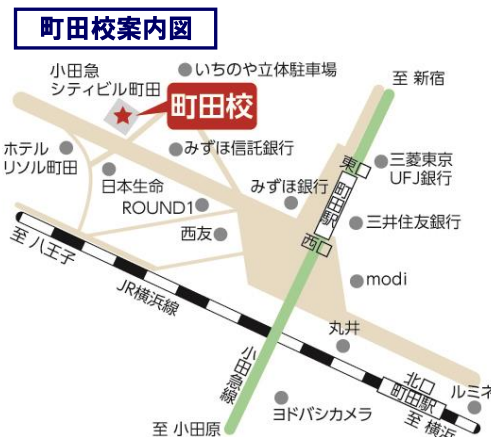 町田校案内図
小田急
シティビル町田
いちのや立体駐車場
至 新宿
町田校
ホテル
リソル町田
みずほ信託銀行
東口
三菱東京
UFJ銀行
日本生命
みずほ銀行
町田駅
ROUND1
三井住友銀行
西友
西口
至 八王子
modi
JR横浜線
丸井
小田急線
北口
町田駅
ルミネ
ヨドバシカメラ
至 横浜
至 小田原